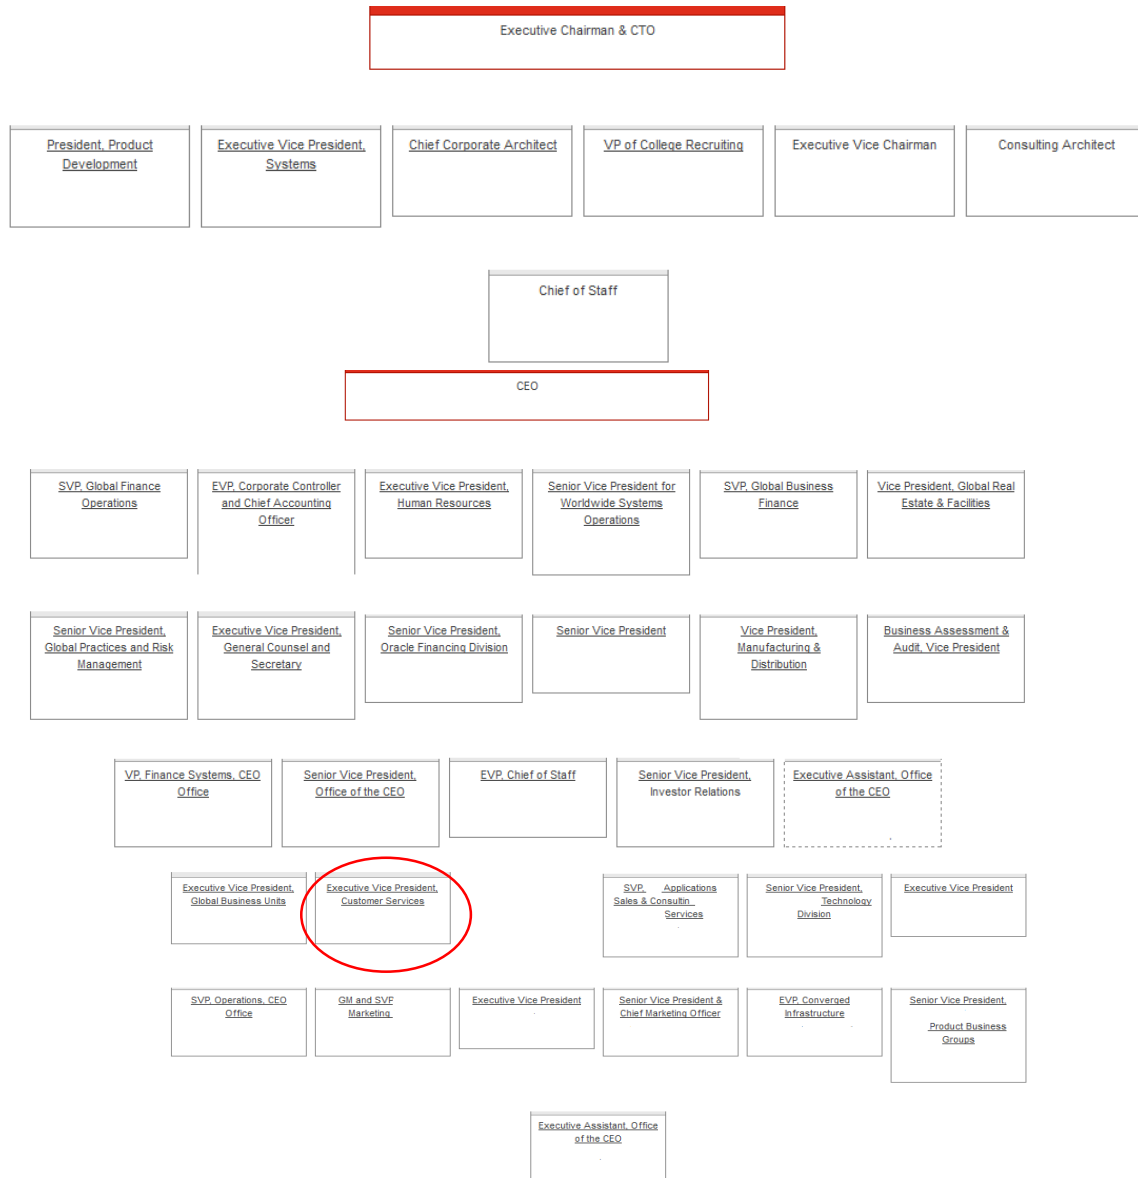 Executive Chairman & CTO
President, Product
Development
Executive Vice President,
Systems
Chief Corporate Architect
VP of College Recruiting
Executive Vice Chairman
Consulting Architect
Chief of Staff
CEO
SVP, Global Finance
Operations
EVP, Corporate Controller
and Chief Accounting
Officer
Executive Vice President,
Human Resources
Senior Vice President for
Worldwide Systems
Operations
SVP, Global Business
Finance
Vice President, Global Real
Estate & Facilities
Senior Vice President,
Global Practices and Risk
Management
Executive Vice President,
General Counsel and
Secretary
Senior Vice President,
Oracle Financing Division
Senior Vice President
Vice President,
Manufacturing &
Distribution
Business Assessment &
Audit, Vice President
VP, Finance Systems, CEO
Office
Senior Vice President,
Office of the CEO
EVP, Chief of Staff
Senior Vice President,
Investor Relations
Executive Assistant, Office
of the CEO
Executive Vice President,
Global Business Units
Executive Vice President,
Customer Services
SVP, Applications
Sales & Consultin
Services
Senior Vice President,
Technology
Division
Executive Vice President
SVP, Operations, CEO
Office
GM and SVP
Marketing
Executive Vice President
Senior Vice President &
Chief Marketing Officer
EVP, Converged
Infrastructure
Senior Vice President,
Product Business
Groups
Executive Assistant, Office
of the CEO